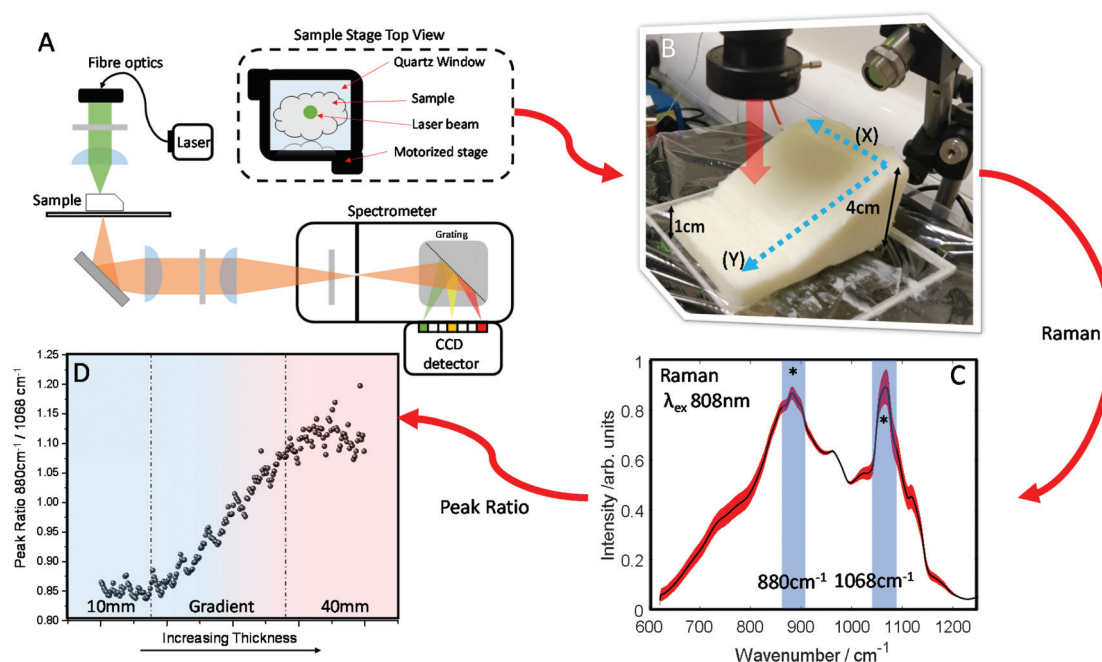 A
Sample Stage Top View
Fibre optics
Quartz Window
Sample
Laser beam
Motorized stage
Laser
Sample
Spectrometer
Grating
CCD
detector
B
(X)
4cm
1cm
(Y)
Raman
C
Raman
λex 808nm
*
*
880cm-1
1068cm-1
Intensity /arb. units
1
0.8
0.6
0.4
0.2
0
600
700
800
900
1000
1100
1200
Wavenumber / cm-1
Peak Ratio
D
Peak Ratio 880cm-1 / 1068 cm-1
1.25
1.20
1.15
1.10
1.05
1.00
0.95
0.90
0.85
0.80
10mm
Gradient
40mm
Increasing Thickness